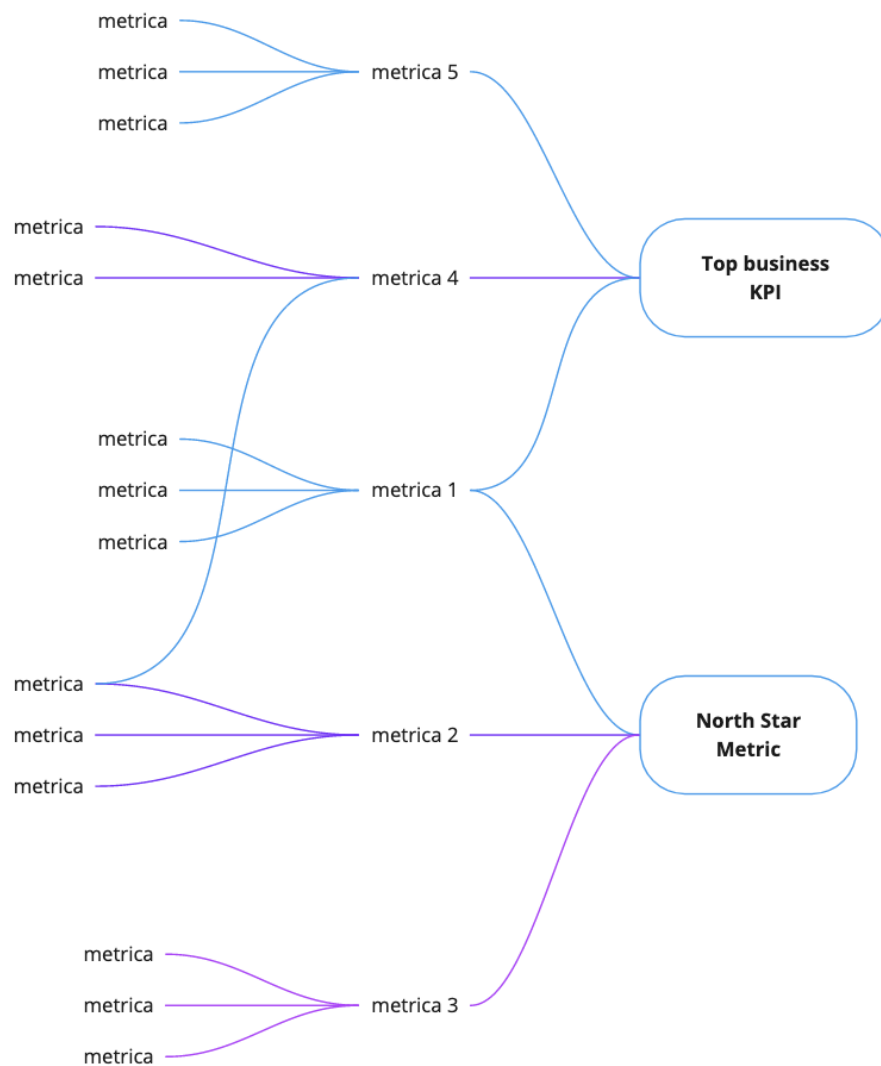 metrica
metrica
metrica
metrica 5
metrica
metrica
metrica 4
Top business
KPI
metrica
metrica
metrica
metrica 1
metrica
metrica
metrica
metrica 2
North Star
Metric
metrica
metrica
metrica
metrica 3